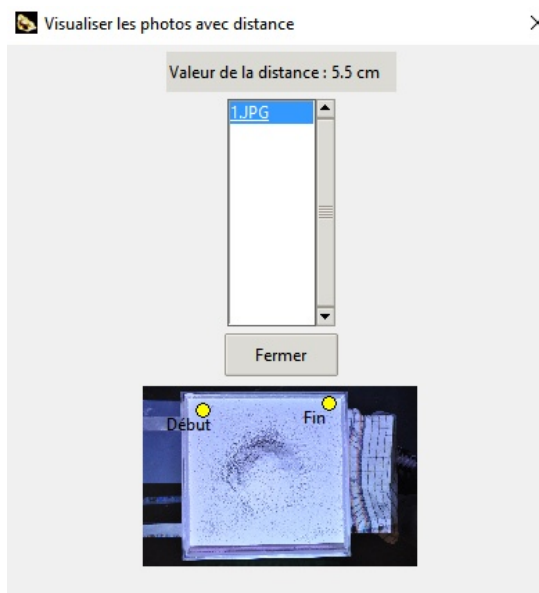 Visualiser les photos avec distance
Valeur de la distance : 5.5 cm
1.JPG
Fermer
Début
Fin